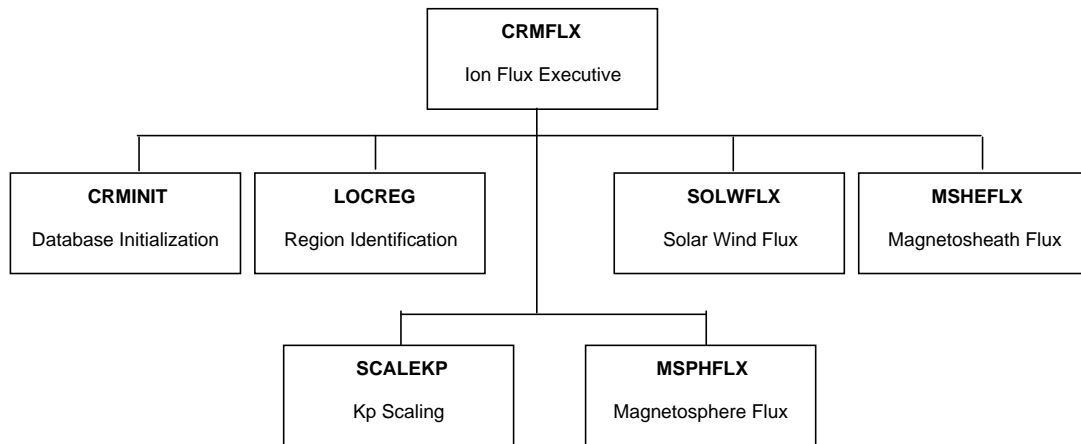 CRMFLX
Ion Flux Executive
CRMINIT
Database Initialization
LOCREG
Region Identification
SOLWFLX
Solar Wind Flux
MSHEFLX
Magnetosheath Flux
SCALEKP
Kp Scaling
MSPHFLX
Magnetosphere Flux